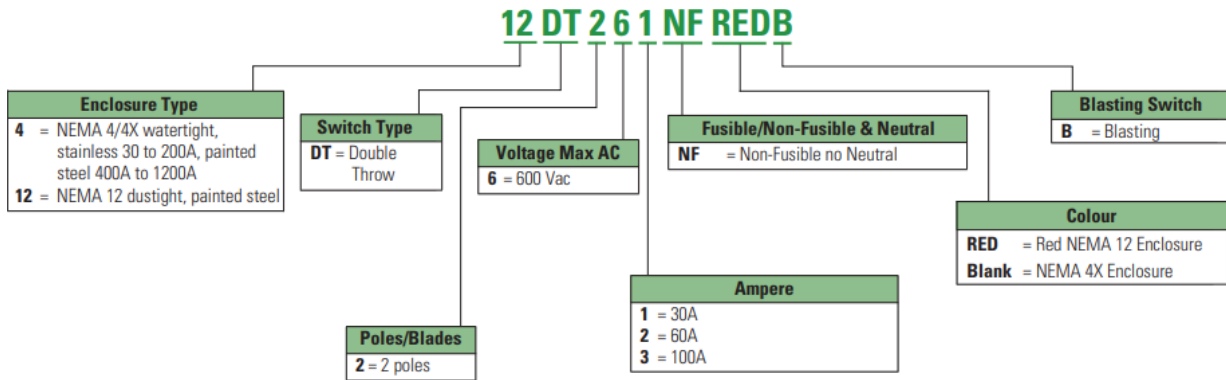 12 DT 2 6 1 NF REDB
Enclosure Type
4 = NEMA 4/4X watertight,
stainless 30 to 200A, painted
steel 400A to 1200A
12 = NEMA 12 dustight, painted steel
Switch Type
DT = Double
Throw
Poles/Blades
2 = 2 poles
Voltage Max AC
6 = 600 Vac
Ampere
1 = 30A
2 = 60A
3 = 100A
Fusible/Non-Fusible & Neutral
NF = Non-Fusible no Neutral
Colour
RED = Red NEMA 12 Enclosure
Blank = NEMA 4X Enclosure
Blasting Switch
B = Blasting